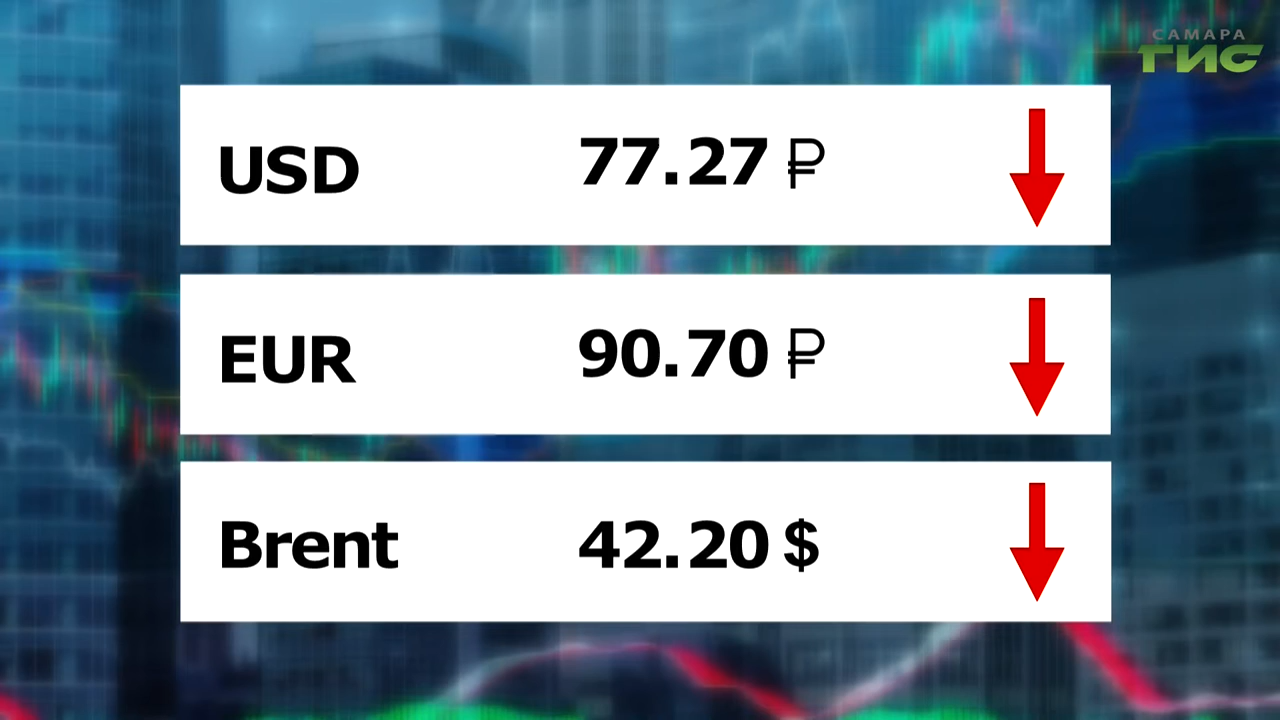 САМАРА
ГИС
USD 77.27 ₽
EUR 90.70 ₽
Brent 42.20 $